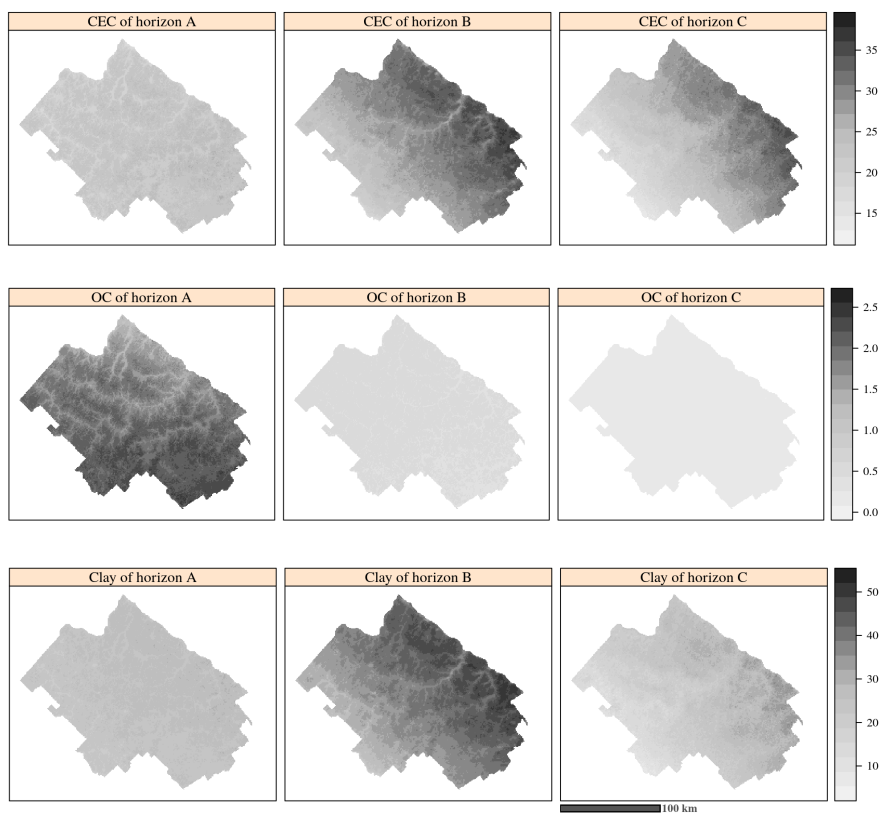 CEC of horizon A
CEC of horizon B
CEC of horizon C
35
30
25
20
15
OC of horizon A
OC of horizon B
OC of horizon C
2.5
2.0
1.5
1.0
0.5
0.0
Clay of horizon A
Clay of horizon B
Clay of horizon C
50
40
30
20
10
100 km